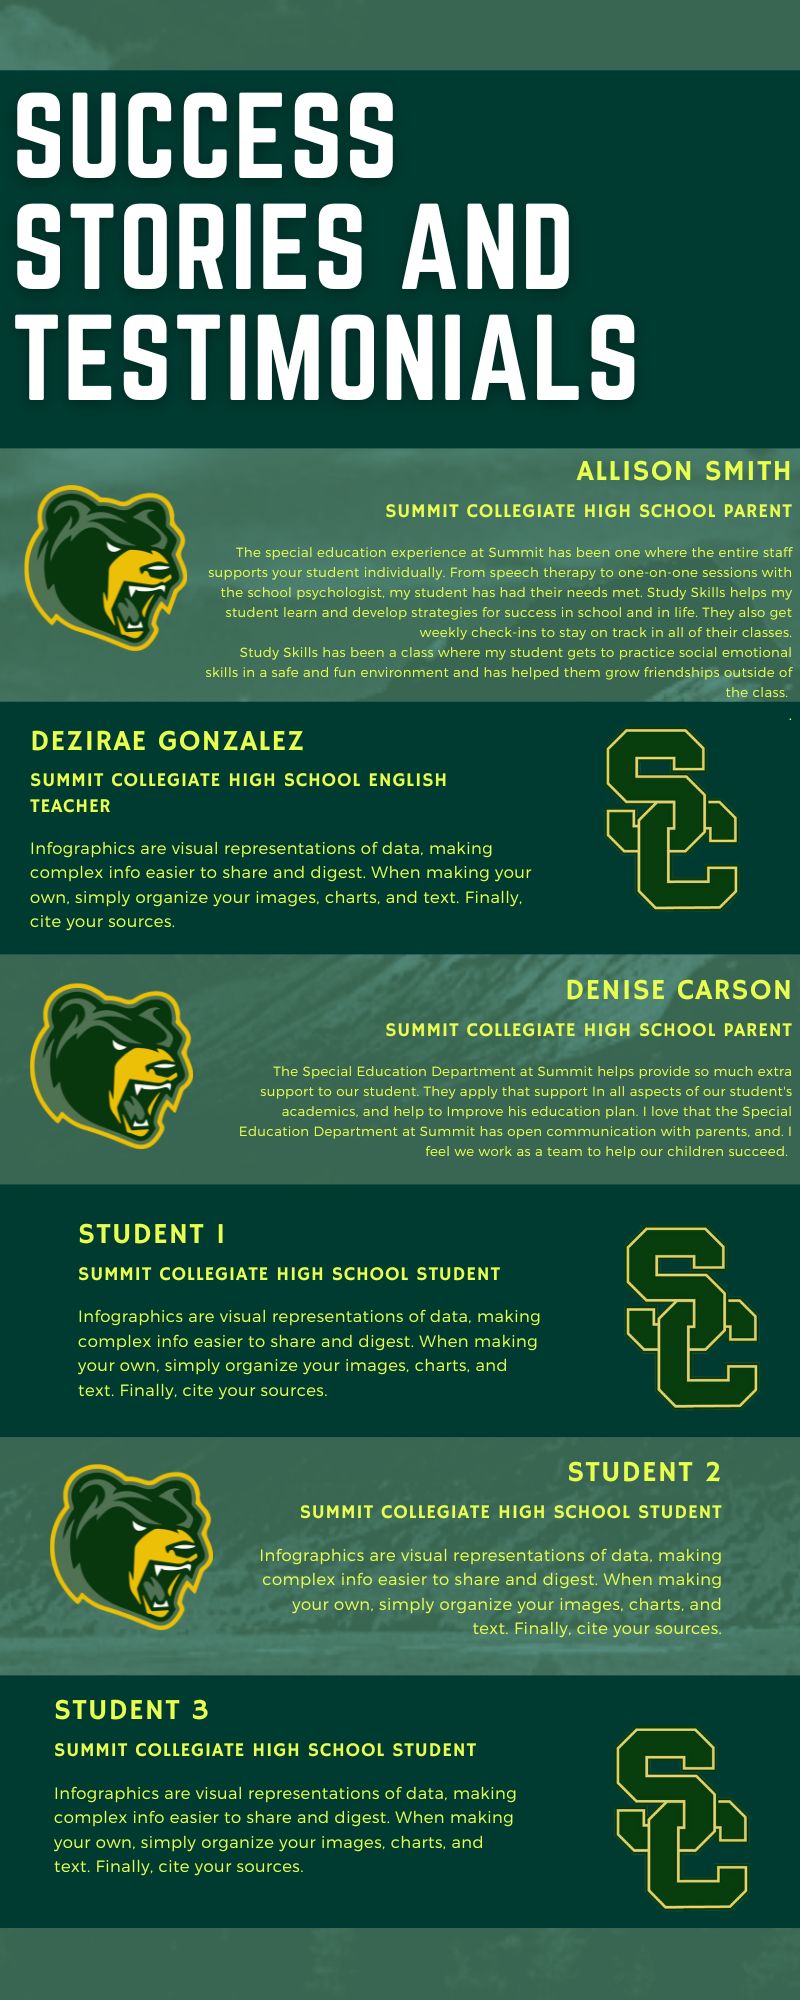 SUCCESS
STORIES AND
TESTIMONIALS
ALLISON SMITH
SUMMIT COLLEGIATE HIGH SCHOOL PARENT
The special education experience at Summit has been one where the entire staff
supports your student individually. From speech therapy to one-on-one sessions with
the school psychologist, my student has had their needs met. Study Skills helps my
student learn and develop strategies for success in school and in life. They also get
weekly check-ins to stay on track in all of their classes.
Study Skills has been a class where my student gets to practice social emotional
skills in a safe and fun environment and has helped them grow friendships outside of
the class.
.
DEZIRAE GONZALEZ
SUMMIT COLLEGIATE HIGH SCHOOL ENGLISH
TEACHER
Infographics are visual representations of data, making
complex info easier to share and digest. When making your
own, simply organize your images, charts, and text. Finally,
cite your sources.
SC
DENISE CARSON
SUMMIT COLLEGIATE HIGH SCHOOL PARENT
The Special Education Department at Summit helps provide so much extra
support to our student. They apply that support In all aspects of our student's
academics, and help to Improve his education plan. I love that the Special
Education Department at Summit has open communication with parents, and. I
feel we work as a team to help our children succeed.
STUDENT 1
SUMMIT COLLEGIATE HIGH SCHOOL STUDENT
Infographics are visual representations of data, making
complex info easier to share and digest. When making
your own, simply organize your images, charts, and
text. Finally, cite your sources.
SC
STUDENT 2
SUMMIT COLLEGIATE HIGH SCHOOL STUDENT
Infographics are visual representations of data, making
complex info easier to share and digest. When making
your own, simply organize your images, charts, and
text. Finally, cite your sources.
STUDENT 3
SUMMIT COLLEGIATE HIGH SCHOOL STUDENT
Infographics are visual representations of data, making
complex info easier to share and digest. When making
your own, simply organize your images, charts, and
text. Finally, cite your sources.
SC